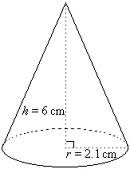 h = 6 cm
r = 2.1 cm